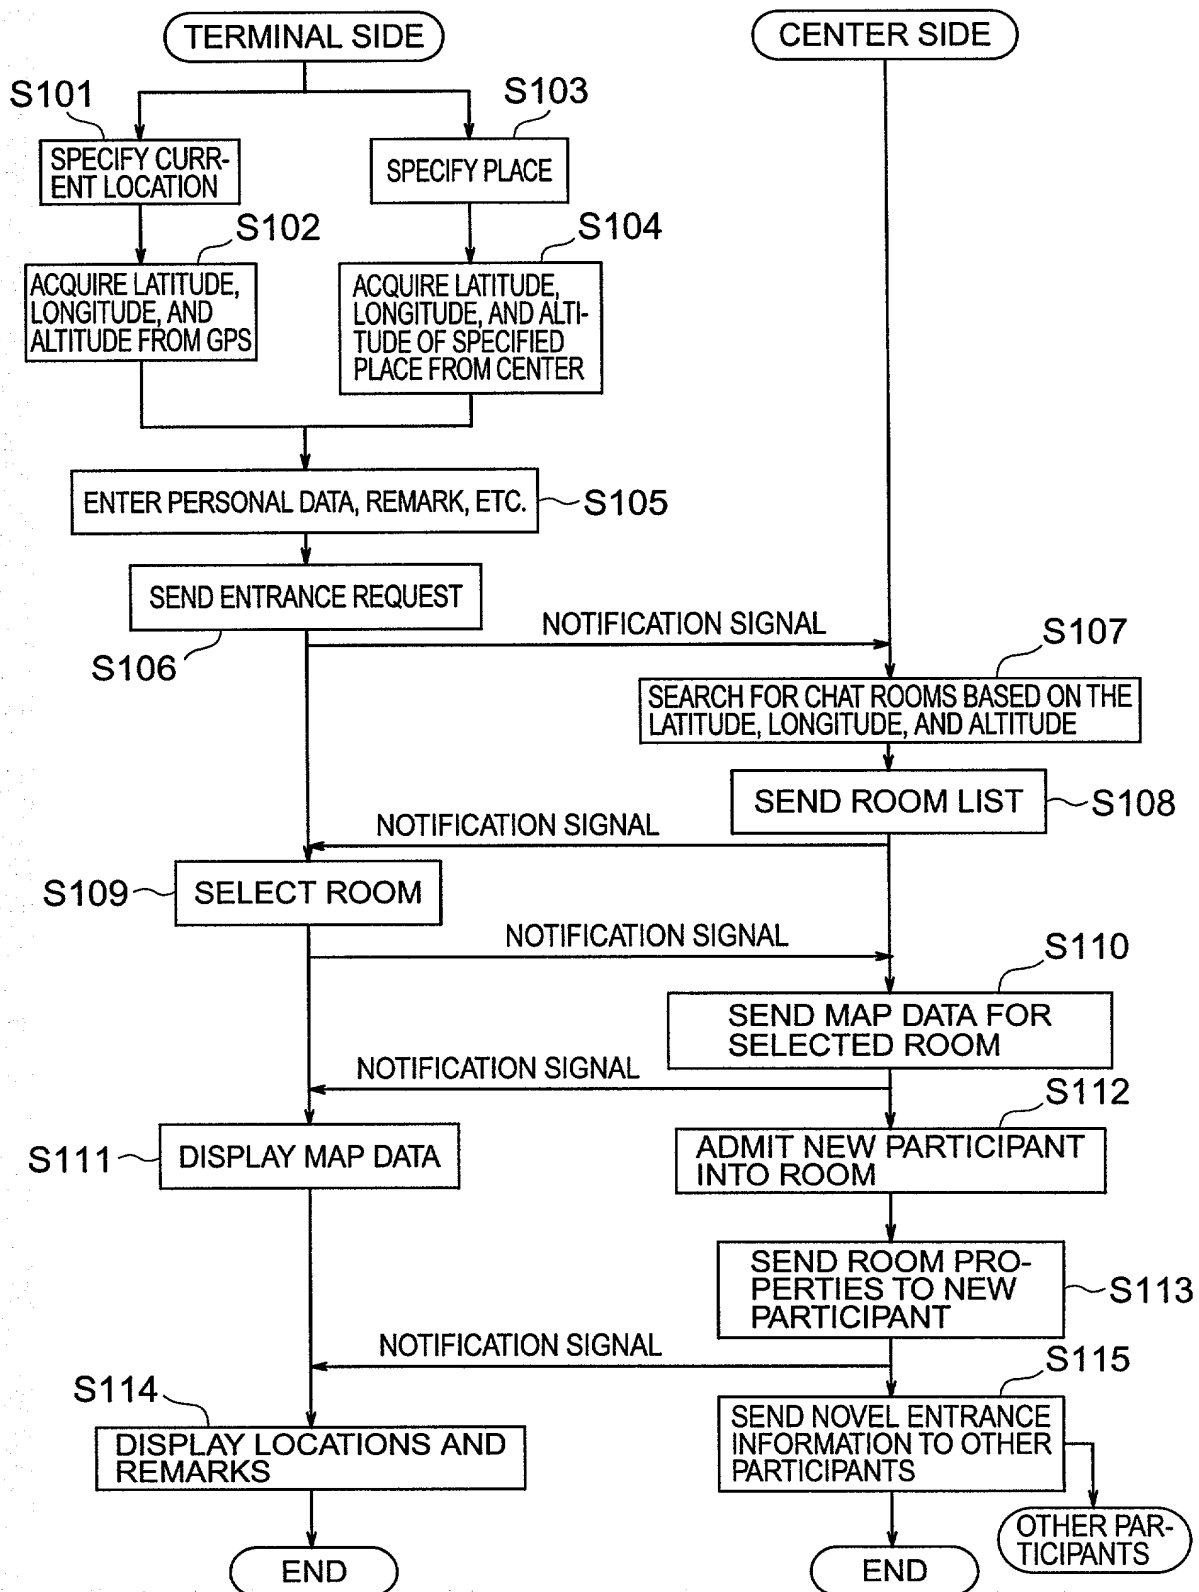 TERMINAL SIDE
CENTER SIDE
S101
S103
SPECIFY CURR-
ENT LOCATION
SPECIFY PLACE
S102
S104
ACQUIRE LATITUDE,
LONGITUDE, AND
ALTITUDE FROM GPS
ACQUIRE LATITUDE,
LONGITUDE, AND ALTI-
TUDE OF SPECIFIED
PLACE FROM CENTER
ENTER PERSONAL DATA, REMARK, ETC.
S105
SEND ENTRANCE REQUEST
S106
NOTIFICATION SIGNAL
S107
SEARCH FOR CHAT ROOMS BASED ON THE
LATITUDE, LONGITUDE, AND ALTITUDE
SEND ROOM LIST
S108
NOTIFICATION SIGNAL
S109
SELECT ROOM
NOTIFICATION SIGNAL
S110
SEND MAP DATA FOR
SELECTED ROOM
NOTIFICATION SIGNAL
S112
S111
DISPLAY MAP DATA
ADMIT NEW PARTICIPANT
INTO ROOM
SEND ROOM PRO-
PERTIES TO NEW
PARTICIPANT
S113
NOTIFICATION SIGNAL
S115
S114
DISPLAY LOCATIONS AND
REMARKS
SEND NOVEL ENTRANCE
INFORMATION TO OTHER
PARTICIPANTS
OTHER PAR-
TICIPANTS
END
END